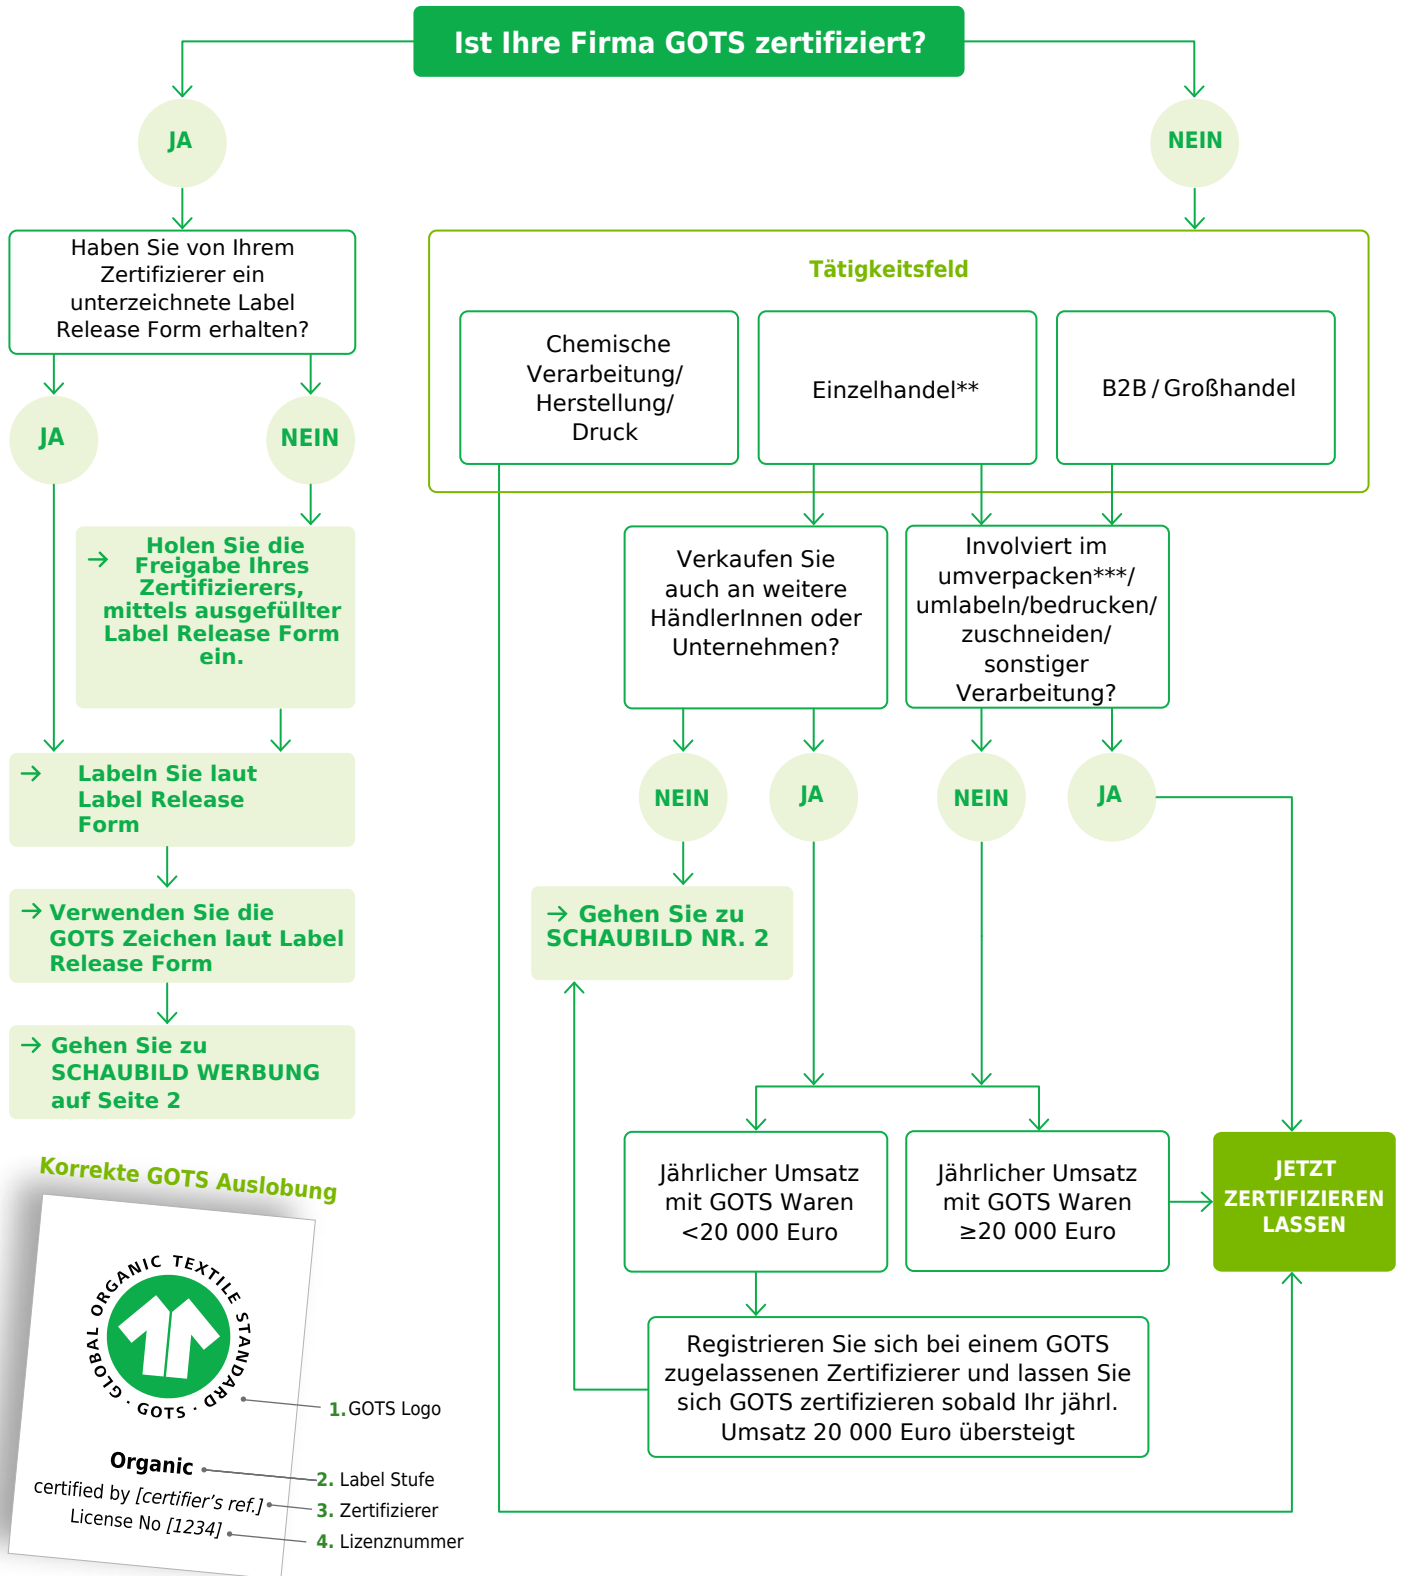 Ist Ihre Firma GOTS zertifiziert?
JA
NEIN
Haben Sie von Ihrem
Zertifizierer ein
unterzeichnete Label
Release Form erhalten?
JA
NEIN
→ Holen Sie die
Freigabe Ihres
Zertifizierers,
mittels ausgefüllter
Label Release Form
ein.
→ Labeln Sie laut
Label Release
Form
→ Verwenden Sie die
GOTS Zeichen laut Label
Release Form
→ Gehen Sie zu
SCHAUBILD WERBUNG
auf Seite 2
Tätigkeitsfeld
Chemische
Verarbeitung/
Herstellung/
Druck
Einzelhandel**
B2B / Großhandel
Verkaufen Sie
auch an weitere
HändlerInnen oder
Unternehmen?
Involviert im
umverpacken***/
umlabeln/bedrucken/
zuschneiden/
sonstiger
Verarbeitung?
NEIN
JA
NEIN
JA
→ Gehen Sie zu
SCHAUBILD NR. 2
Jährlicher Umsatz
mit GOTS Waren
<20 000 Euro
Jährlicher Umsatz
mit GOTS Waren
≥20 000 Euro
JETZT
ZERTIFIZIEREN
LASSEN
Registrieren Sie sich bei einem GOTS
zugelassenen Zertifizierer und lassen Sie
sich GOTS zertifizieren sobald Ihr jährl.
Umsatz 20 000 Euro übersteigt
Korrekte GOTS Auslobung
GLOBAL ORGANIC TEXTILE STANDARD · GOTS ·
Organic
certified by [certifier's ref.]
License No [1234]
1. GOTS Logo
2. Label Stufe
3. Zertifizierer
4. Lizenznummer